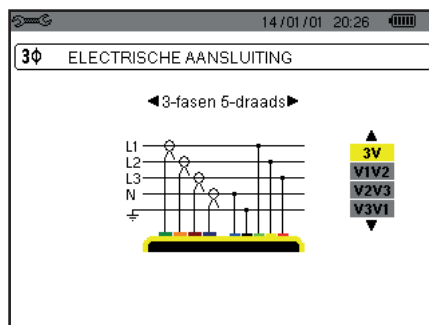 14/01/01 20:26
3Φ ELECTRISCHE AANSLUITING
◄3-fasen 5-draads►
L1
L2
L3
N
3V
V1V2
V2V3
V3V1